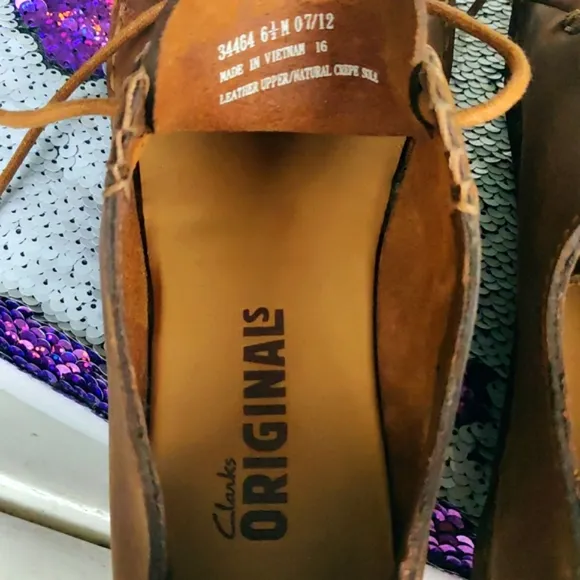 34464 6½ M 07/12
MADE IN VIETNAM 16
LEATHER UPPER/NATURAL CREPE SOLE
Clarks
ORIGINALS